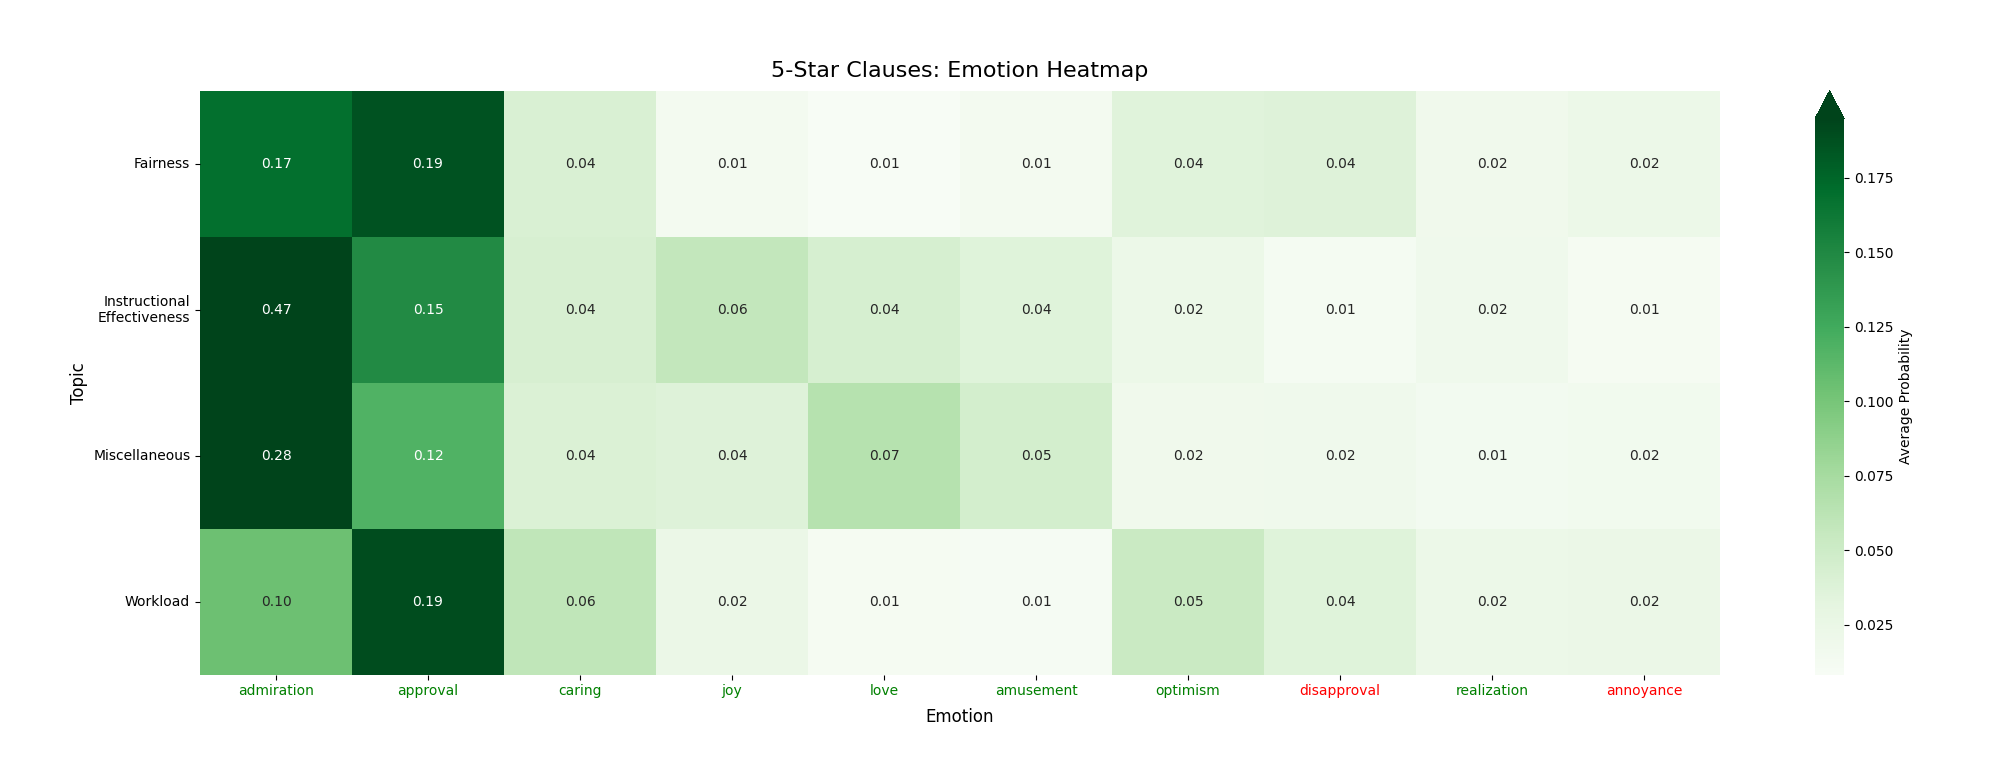 5-Star Clauses: Emotion Heatmap
Topic
Fairness
0.17 0.19 0.04 0.01 0.01 0.01 0.04 0.04 0.02 0.02
Instructional
Effectiveness
0.47 0.15 0.04 0.06 0.04 0.04 0.02 0.01 0.02 0.01
Miscellaneous
0.28 0.12 0.04 0.04 0.07 0.05 0.02 0.02 0.01 0.02
Workload
0.10 0.19 0.06 0.02 0.01 0.01 0.05 0.04 0.02 0.02
admiration approval caring joy love amusement optimism disapproval realization annoyance
Emotion
0.175
0.150
0.125
0.100
0.075
0.050
0.025
Average Probability